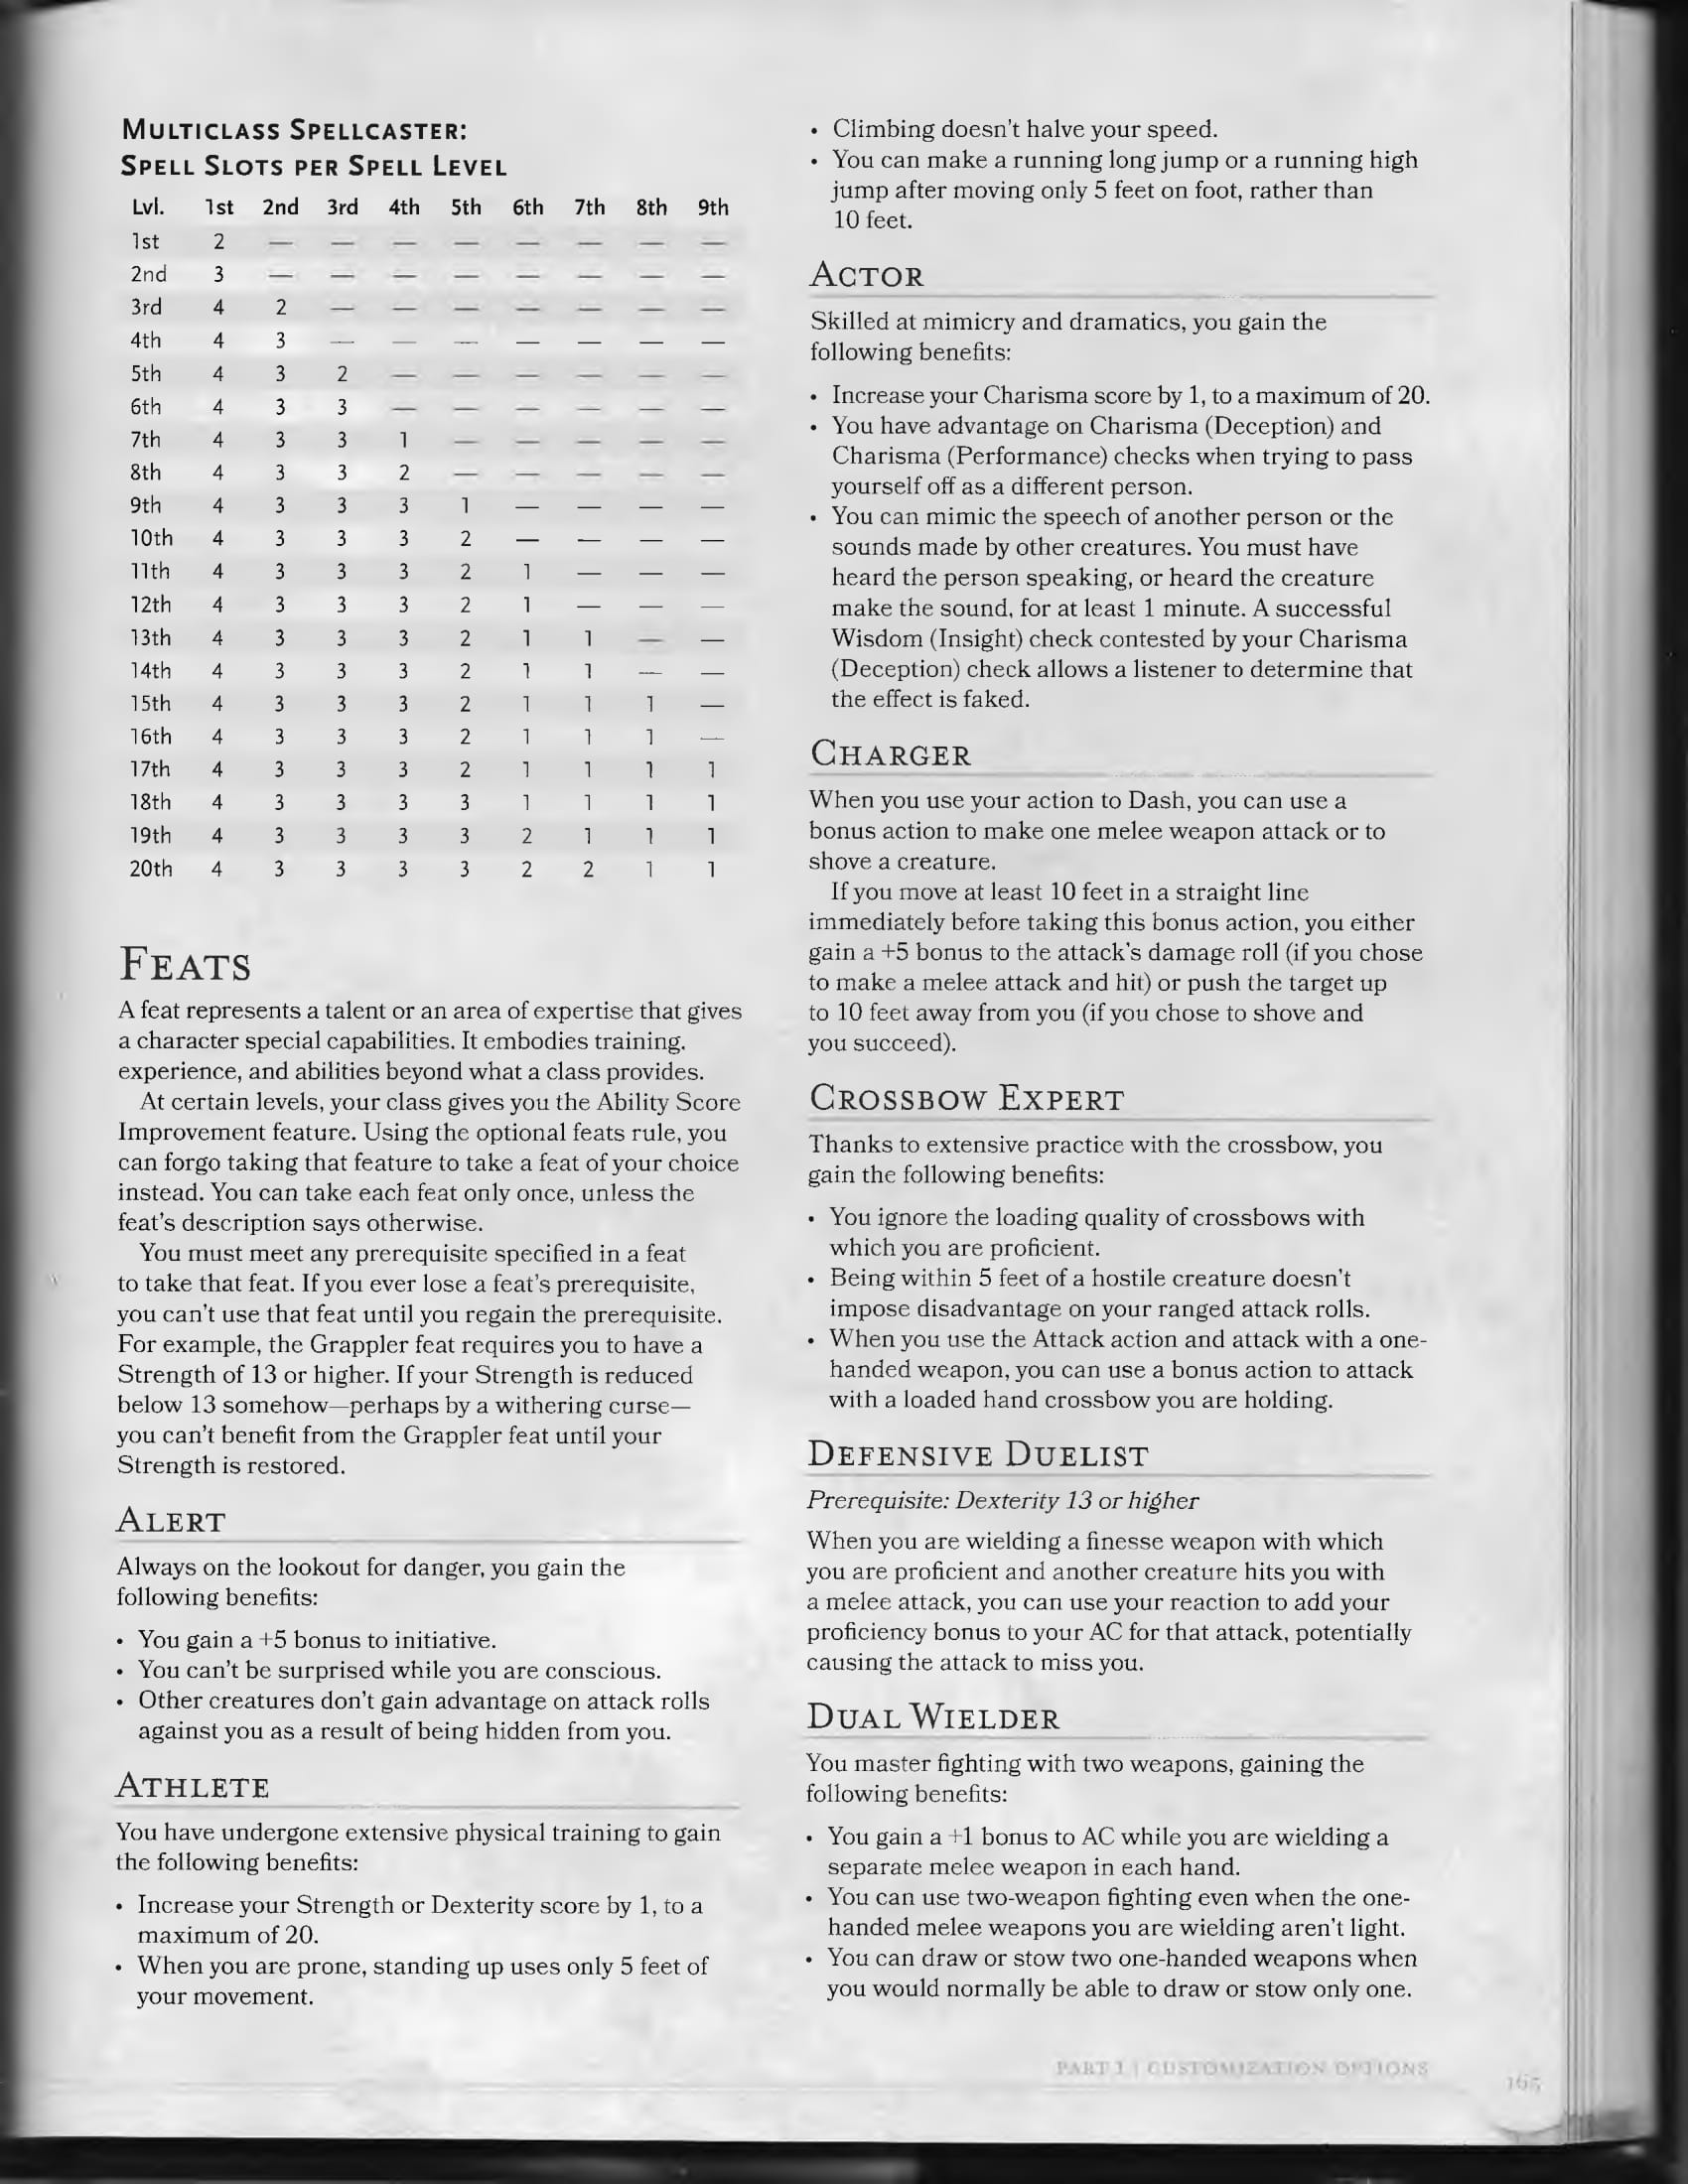 MULTICLASS SPELLCASTER:
SPELL SLOTS PER SPELL LEVEL
Lvl. 1st 2nd 3rd 4th 5th 6th 7th 8th 9th
1st 2 — — — — — — — —
2nd 3 — — — — — — — —
3rd 4 2 — — — — — — —
4th 4 3 — — — — — — —
5th 4 3 2 — — — — — —
6th 4 3 3 — — — — — —
7th 4 3 3 1 — — — — —
8th 4 3 3 2 — — — — —
9th 4 3 3 3 1 — — — —
10th 4 3 3 3 2 — — — —
11th 4 3 3 3 2 1 — — —
12th 4 3 3 3 2 1 — — —
13th 4 3 3 3 2 1 1 — —
14th 4 3 3 3 2 1 1 — —
15th 4 3 3 3 2 1 1 1 —
16th 4 3 3 3 2 1 1 1 —
17th 4 3 3 3 2 1 1 1 1
18th 4 3 3 3 3 1 1 1 1
19th 4 3 3 3 3 2 1 1 1
20th 4 3 3 3 3 2 2 1 1
FEATS
A feat represents a talent or an area of expertise that gives
a character special capabilities. It embodies training,
experience, and abilities beyond what a class provides.
At certain levels, your class gives you the Ability Score
Improvement feature. Using the optional feats rule, you
can forgo taking that feature to take a feat of your choice
instead. You can take each feat only once, unless the
feat's description says otherwise.
You must meet any prerequisite specified in a feat
to take that feat. If you ever lose a feat's prerequisite,
you can't use that feat until you regain the prerequisite.
For example, the Grappler feat requires you to have a
Strength of 13 or higher. If your Strength is reduced
below 13 somehow—perhaps by a withering curse—
you can't benefit from the Grappler feat until your
Strength is restored.
ALERT
Always on the lookout for danger, you gain the
following benefits:
• You gain a +5 bonus to initiative.
• You can't be surprised while you are conscious.
• Other creatures don't gain advantage on attack rolls
against you as a result of being hidden from you.
ATHLETE
You have undergone extensive physical training to gain
the following benefits:
• Increase your Strength or Dexterity score by 1, to a
maximum of 20.
• When you are prone, standing up uses only 5 feet of
your movement.
• Climbing doesn't halve your speed.
• You can make a running long jump or a running high
jump after moving only 5 feet on foot, rather than
10 feet.
ACTOR
Skilled at mimicry and dramatics, you gain the
following benefits:
• Increase your Charisma score by 1, to a maximum of 20.
• You have advantage on Charisma (Deception) and
Charisma (Performance) checks when trying to pass
yourself off as a different person.
• You can mimic the speech of another person or the
sounds made by other creatures. You must have
heard the person speaking, or heard the creature
make the sound, for at least 1 minute. A successful
Wisdom (Insight) check contested by your Charisma
(Deception) check allows a listener to determine that
the effect is faked.
CHARGER
When you use your action to Dash, you can use a
bonus action to make one melee weapon attack or to
shove a creature.
If you move at least 10 feet in a straight line
immediately before taking this bonus action, you either
gain a +5 bonus to the attack's damage roll (if you chose
to make a melee attack and hit) or push the target up
to 10 feet away from you (if you chose to shove and
you succeed).
CROSSBOW EXPERT
Thanks to extensive practice with the crossbow, you
gain the following benefits:
• You ignore the loading quality of crossbows with
which you are proficient.
• Being within 5 feet of a hostile creature doesn't
impose disadvantage on your ranged attack rolls.
• When you use the Attack action and attack with a one-
handed weapon, you can use a bonus action to attack
with a loaded hand crossbow you are holding.
DEFENSIVE DUELIST
Prerequisite: Dexterity 13 or higher
When you are wielding a finesse weapon with which
you are proficient and another creature hits you with
a melee attack, you can use your reaction to add your
proficiency bonus to your AC for that attack, potentially
causing the attack to miss you.
DUAL WIELDER
You master fighting with two weapons, gaining the
following benefits:
• You gain a +1 bonus to AC while you are wielding a
separate melee weapon in each hand.
• You can use two-weapon fighting even when the one-
handed melee weapons you are wielding aren't light.
• You can draw or stow two one-handed weapons when
you would normally be able to draw or stow only one.
PART 1 | CUSTOMIZATION OPTIONS
165